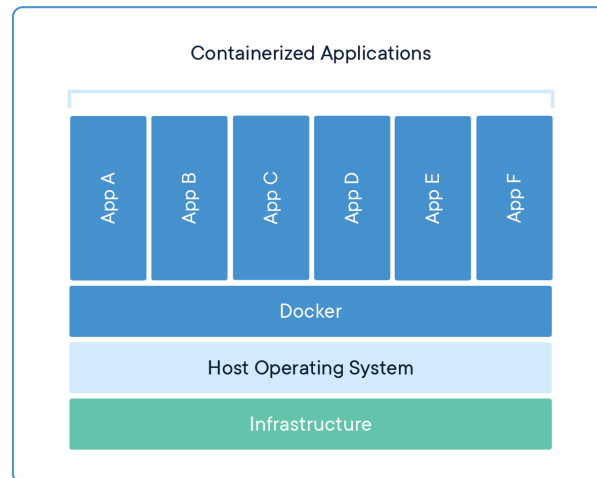 Containerized Applications
App A
App B
App C
App D
App E
App F
Docker
Host Operating System
Infrastructure